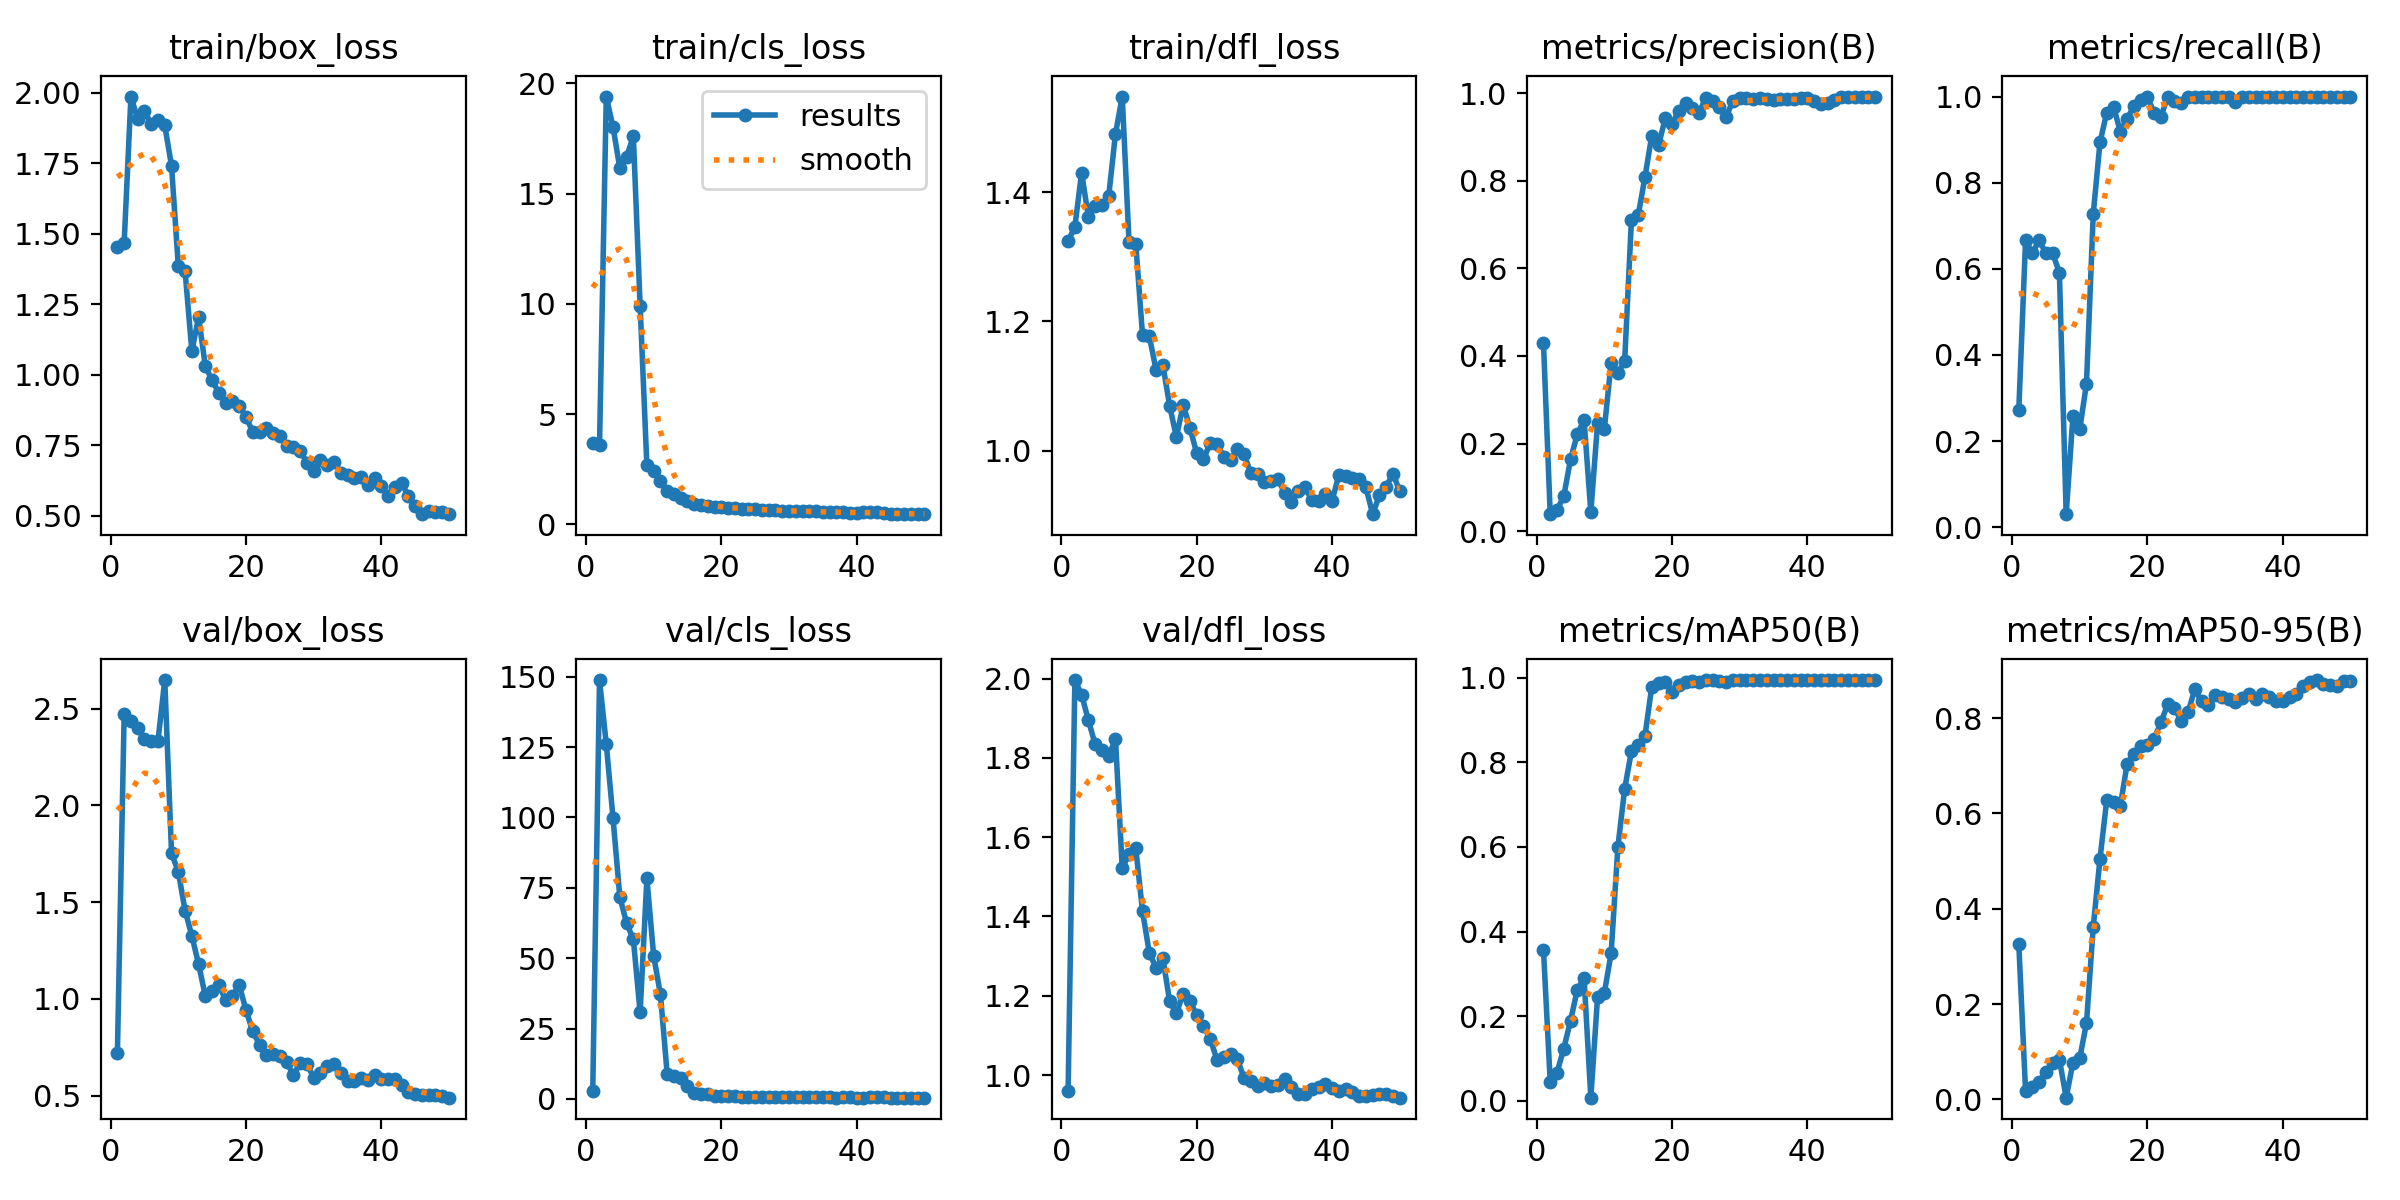 train/box_loss
2.00
1.75
1.50
1.25
1.00
0.75
0.50
0 20 40
train/cls_loss
results
smooth
20
15
10
5
0
0 20 40
train/dfl_loss
1.4
1.2
1.0
0 20 40
metrics/precision(B)
1.0
0.8
0.6
0.4
0.2
0.0
0 20 40
metrics/recall(B)
1.0
0.8
0.6
0.4
0.2
0.0
0 20 40
val/box_loss
2.5
2.0
1.5
1.0
0.5
0 20 40
val/cls_loss
150
125
100
75
50
25
0
0 20 40
val/dfl_loss
2.0
1.8
1.6
1.4
1.2
1.0
0 20 40
metrics/mAP50(B)
1.0
0.8
0.6
0.4
0.2
0.0
0 20 40
metrics/mAP50-95(B)
0.8
0.6
0.4
0.2
0.0
0 20 40